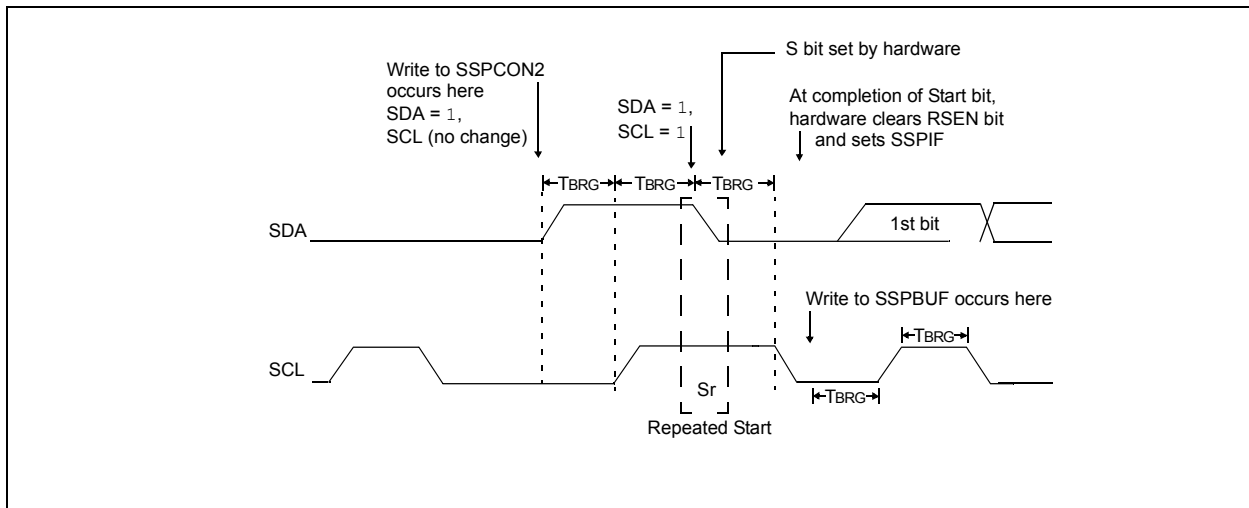 S bit set by hardware
Write to SSPCON2
occurs here
SDA = 1,
SCL (no change)
SDA = 1,
SCL = 1
At completion of Start bit,
hardware clears RSEN bit
and sets SSPIF
TBRG TBRG TBRG
SDA
1st bit
Write to SSPBUF occurs here
TBRG
SCL
Sr
TBRG
Repeated Start